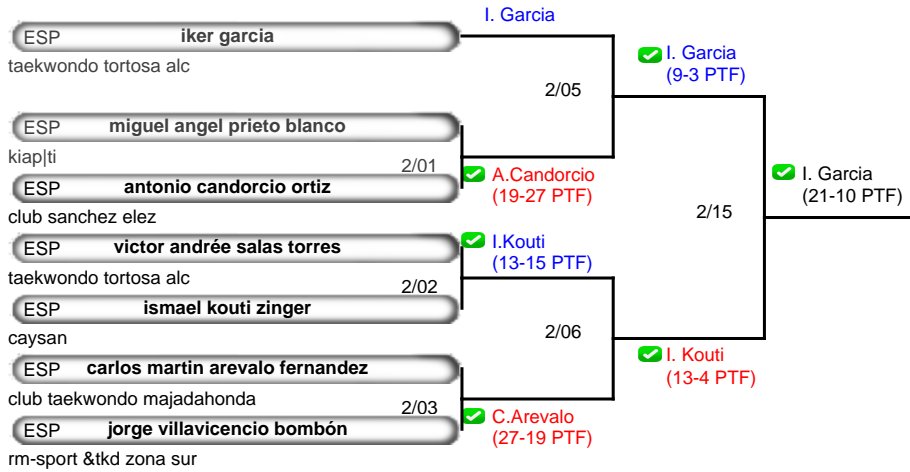 I. Garcia
ESP iker garcia
taekwondo tortosa alc
I. Garcia
(9-3 PTF)
2/05
ESP miguel angel prieto blanco
kiap|ti
2/01
A.Candorcio
(19-27 PTF)
ESP antonio candorcio ortiz
club sanchez elez
I. Garcia
(21-10 PTF)
2/15
ESP victor andrée salas torres
taekwondo tortosa alc
I.Kouti
(13-15 PTF)
2/02
ESP ismael kouti zinger
caysan
2/06
I. Kouti
(13-4 PTF)
ESP carlos martin arevalo fernandez
club taekwondo majadahonda
2/03
C.Arevalo
(27-19 PTF)
ESP jorge villavicencio bombón
rm-sport &tkd zona sur